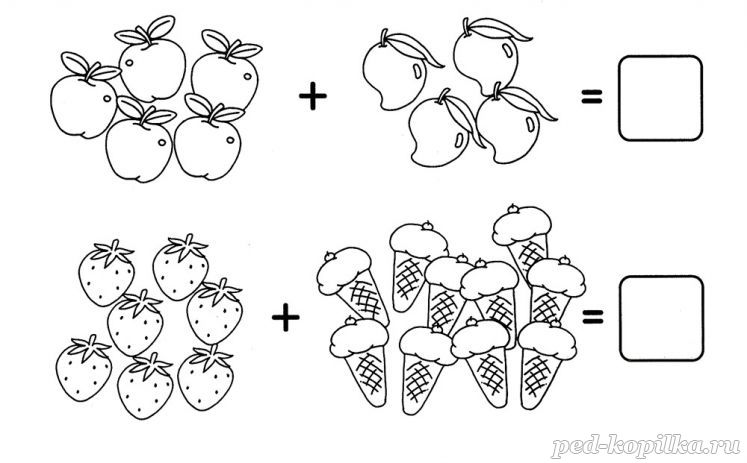 + =
+ =
ped-kopilka.ru